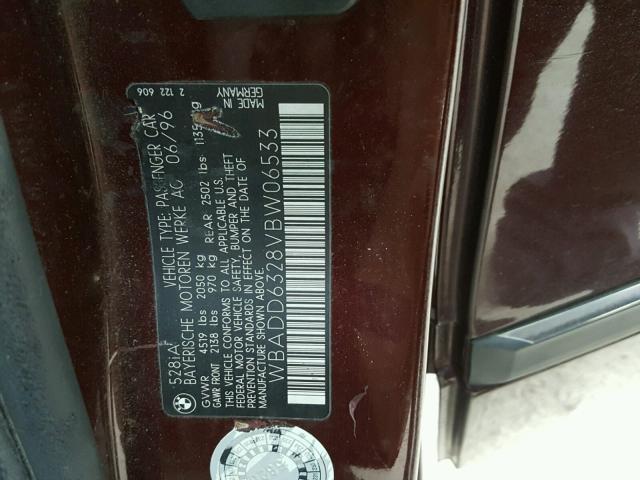 528iA VEHICLE TYPE: PASSENGER CAR
BAYERISCHE MOTOREN WERKE AG 06/96
GVWR 4519 lbs 2050 kg
GAWR FRONT 2138 lbs 970 kg REAR 2502 lbs 1135 kg
THIS VEHICLE CONFORMS TO ALL APPLICABLE U.S.
FEDERAL MOTOR VEHICLE SAFETY, BUMPER AND THEFT
PREVENTION STANDARDS IN EFFECT ON THE DATE OF
MANUFACTURE SHOWN ABOVE.
WBADD6328VBW06533
2 122 606
MADE IN
GERMANY